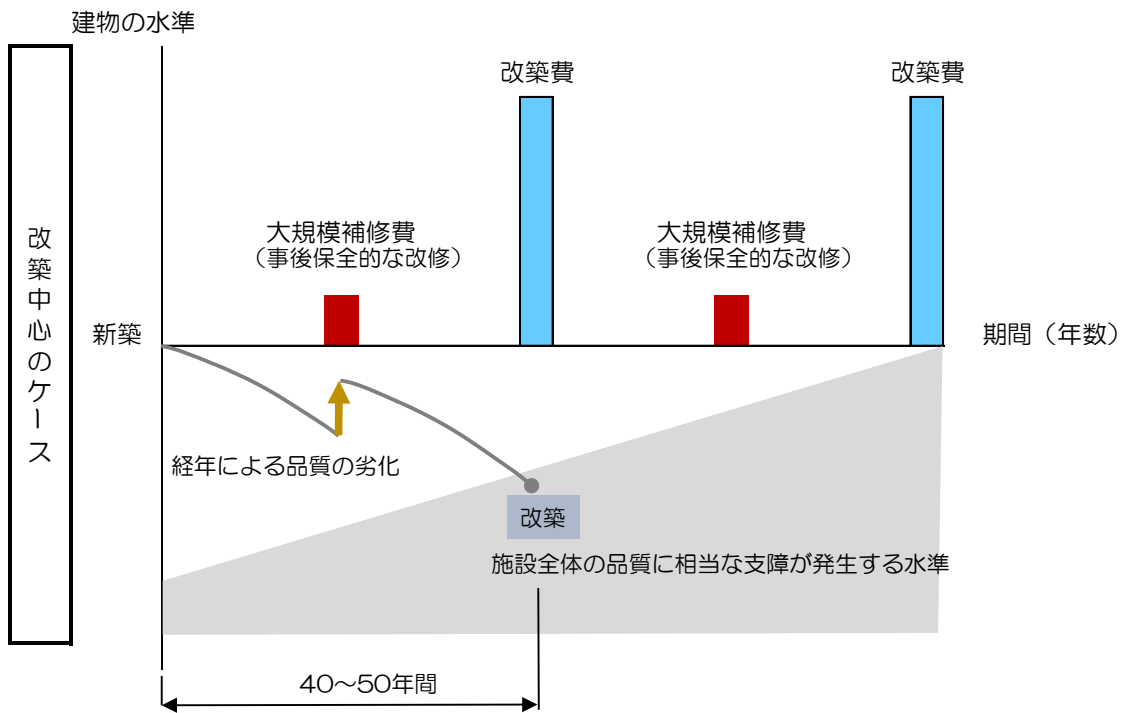 建物の水準
改築中心のケース
改築費
改築費
大規模補修費
（事後保全的な改修）
大規模補修費
（事後保全的な改修）
新築
期間（年数）
経年による品質の劣化
改築
施設全体の品質に相当な支障が発生する水準
40～50年間